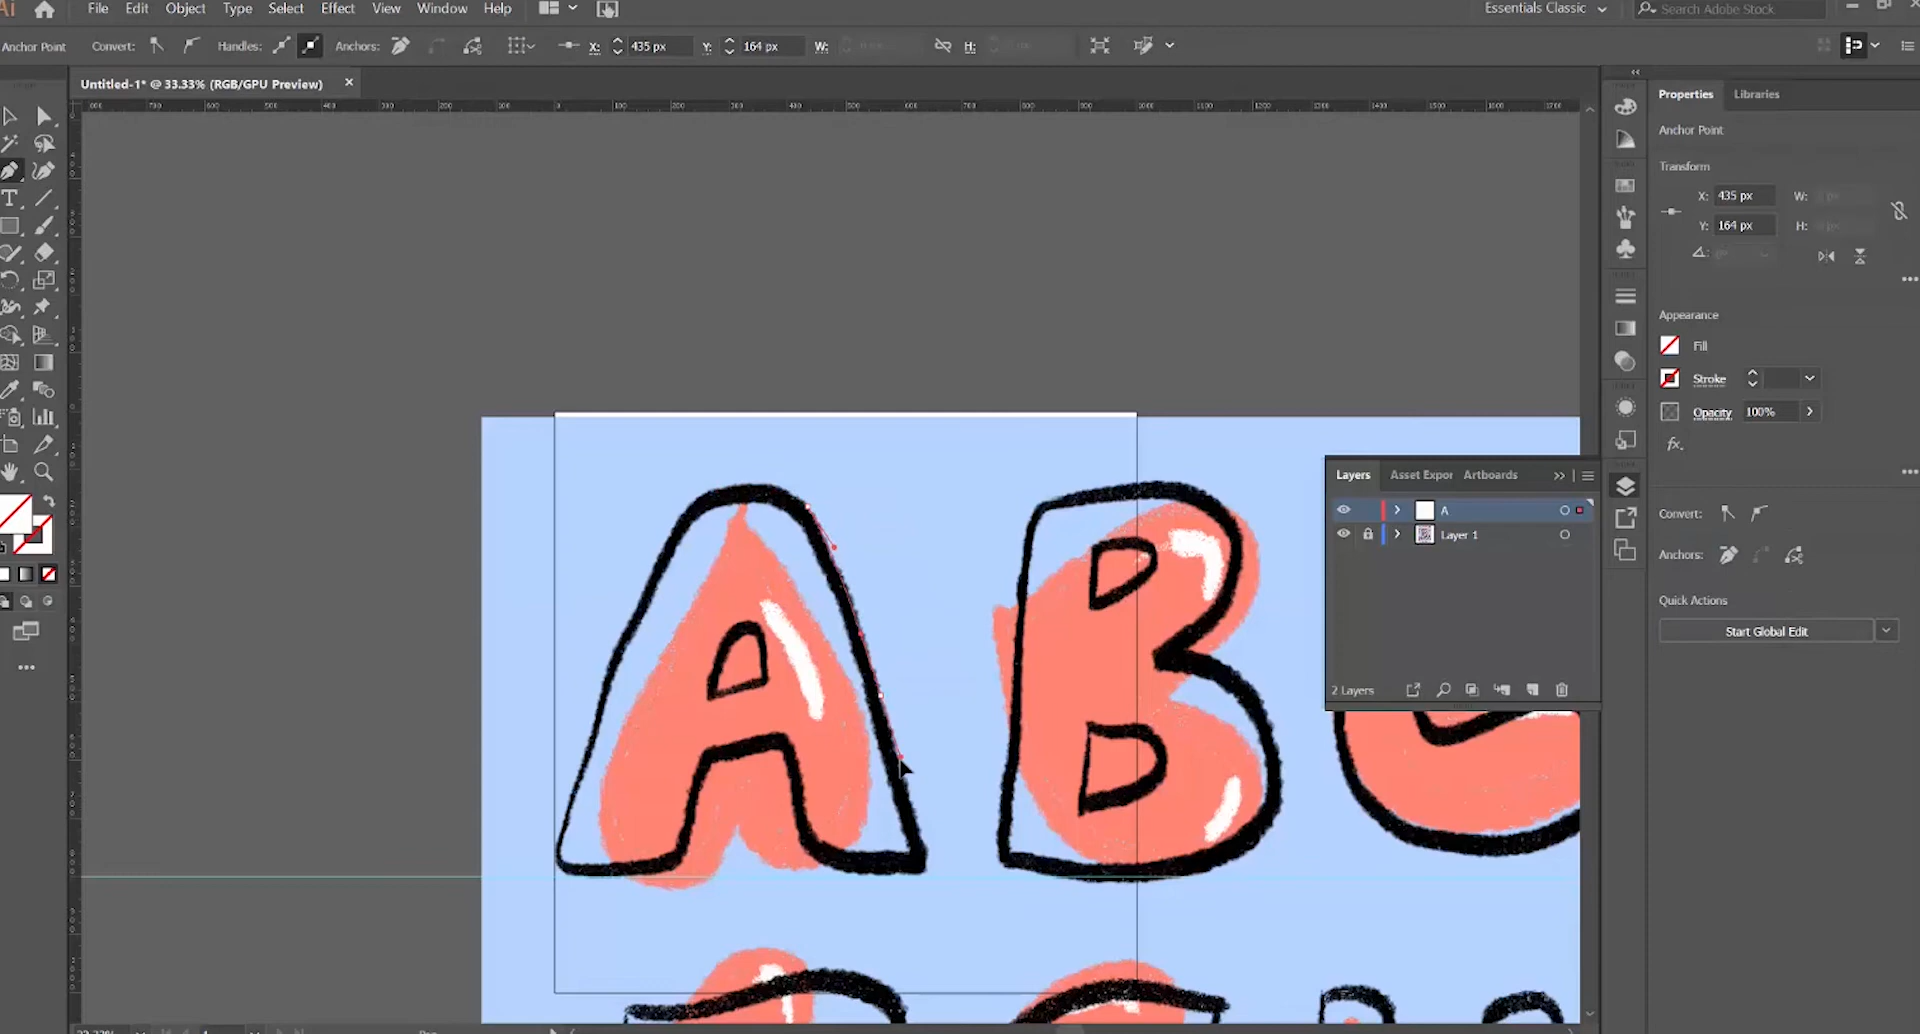 Ai File Edit Object Type Select Effect View Window Help
Essentials Classic
Search Adobe Stock
Anchor Point Convert: Handles: Anchors: X: 435 px Y: 164 px W: H:
Untitled-1* @ 33.33% (RGB/GPU Preview) ×
Properties Libraries
Anchor Point
Transform
X: 435 px W:
Y: 164 px H:
Appearance
Fill
Stroke
Opacity 100%
fx.
Convert:
Anchors:
Quick Actions
Start Global Edit
Layers Asset Expor Artboards
A
Layer 1
2 Layers
A B